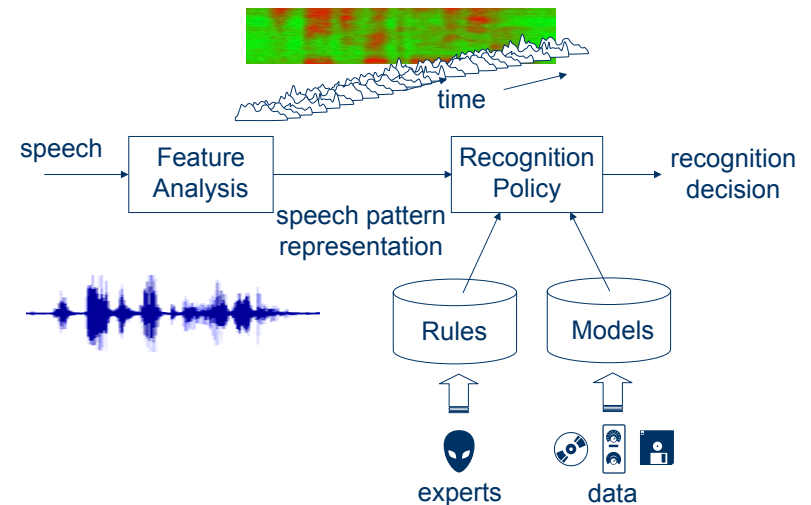 time
speech
Feature
Analysis
Recognition
Policy
recognition
decision
speech pattern
representation
Rules
Models
experts
data